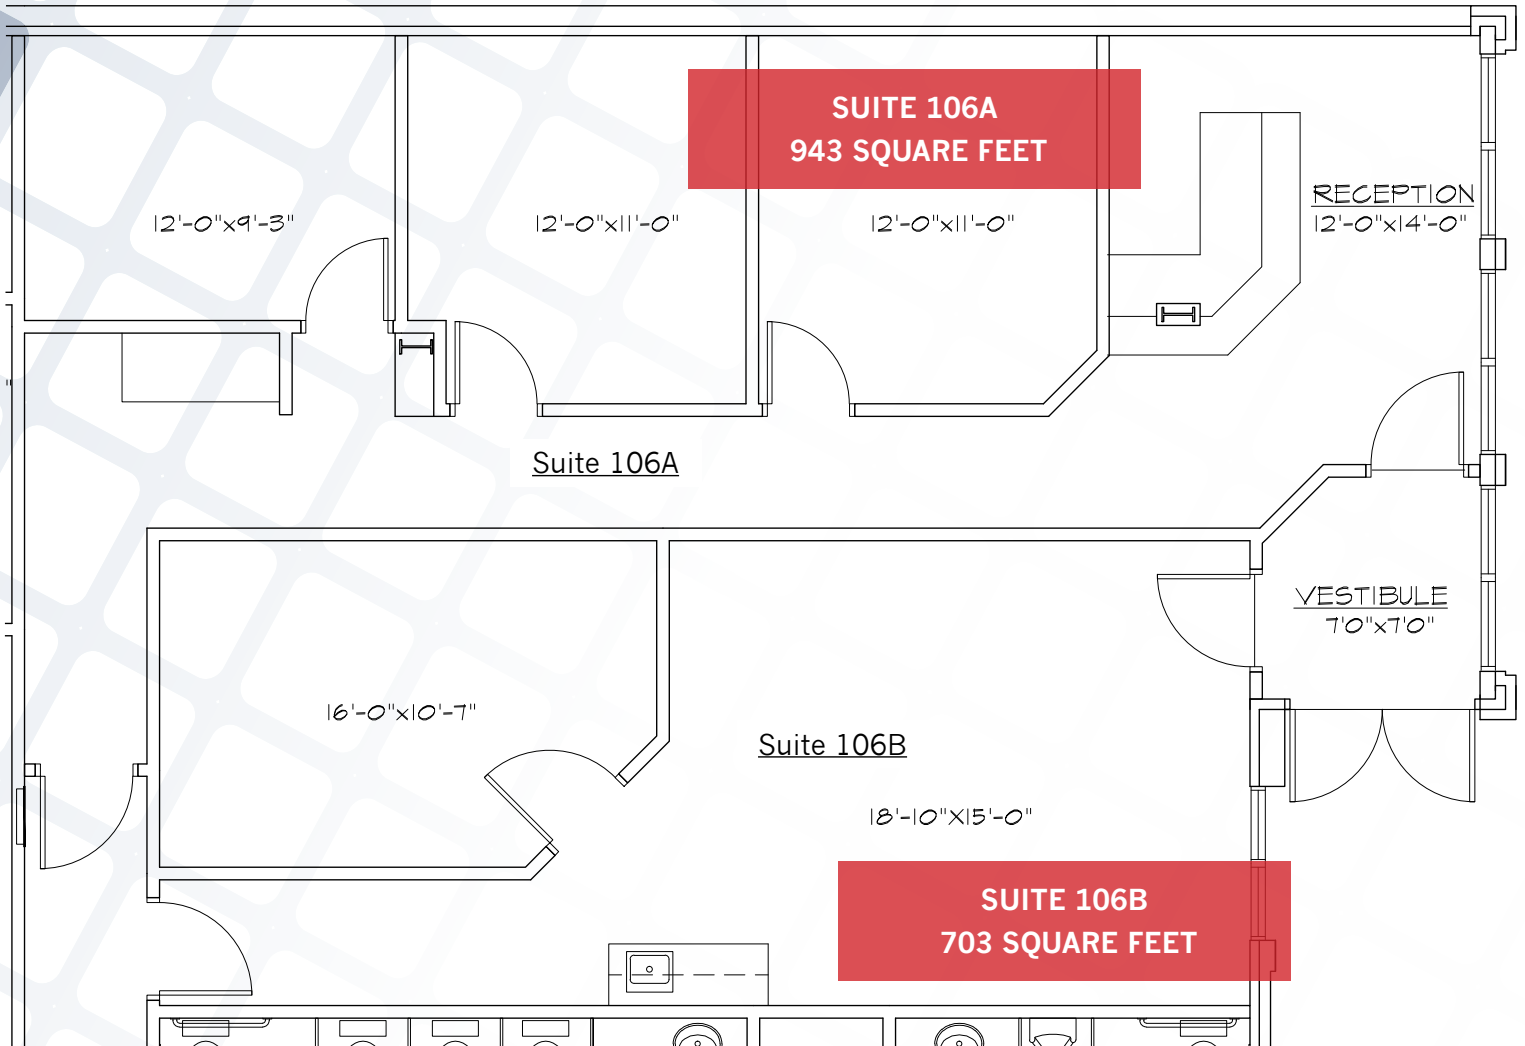 SUITE 106A
943 SQUARE FEET
RECEPTION
12'-0"x14'-0"
12'-0"x9'-3"
12'-0"x11'-0"
12'-0"x11'-0"
Suite 106A
VESTIBULE
7'0"x7'0"
16'-0"x10'-7"
Suite 106B
18'-10"X15'-0"
SUITE 106B
703 SQUARE FEET